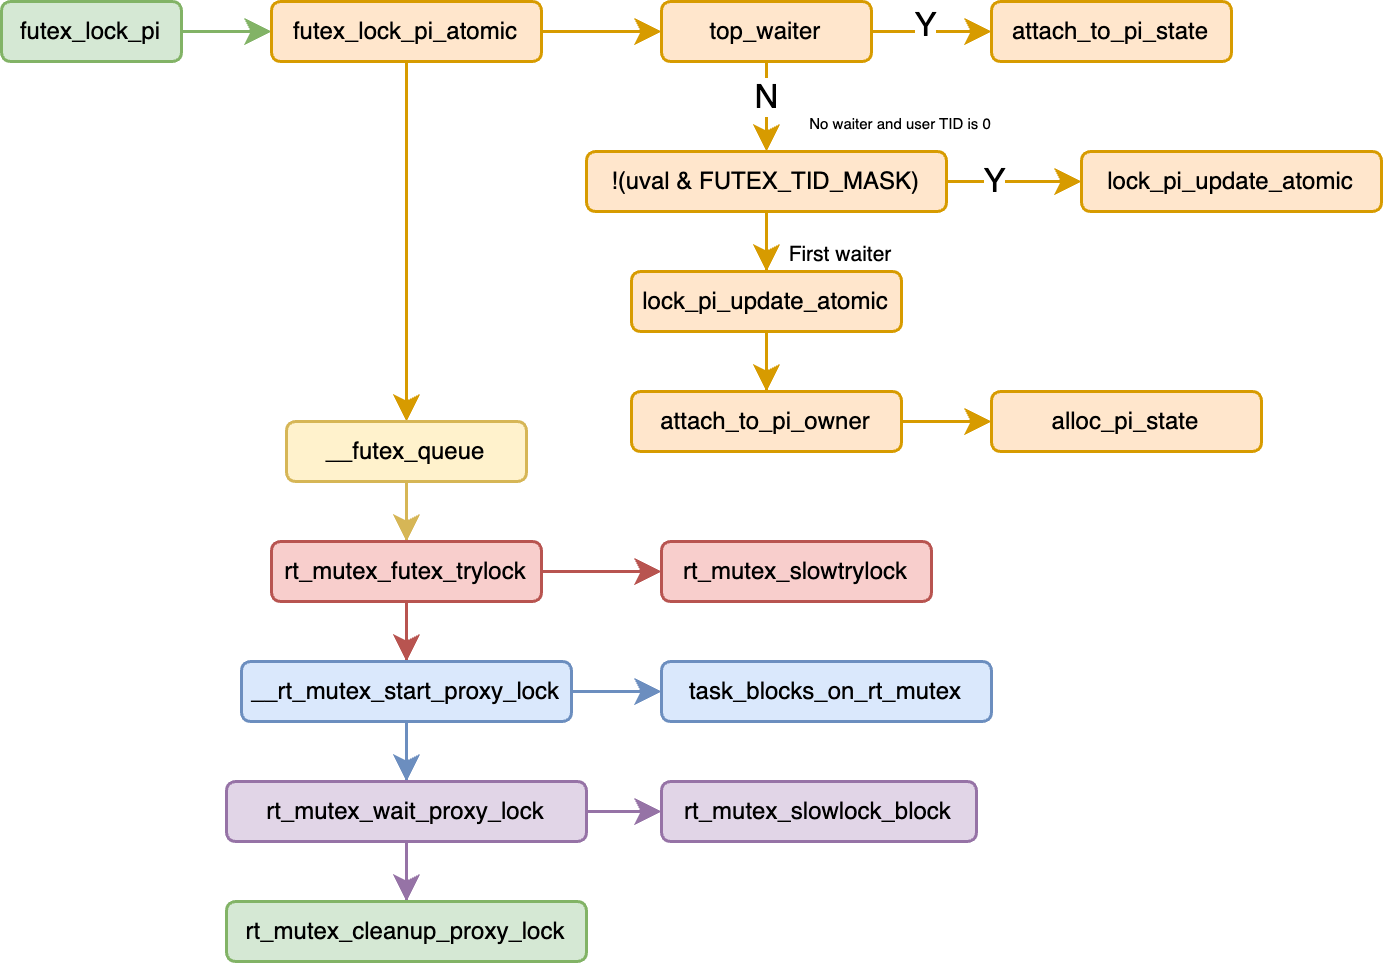 futex_lock_pi
futex_lock_pi_atomic
top_waiter
Y
attach_to_pi_state
N
No waiter and user TID is 0
!(uval & FUTEX_TID_MASK)
Y
lock_pi_update_atomic
First waiter
lock_pi_update_atomic
attach_to_pi_owner
alloc_pi_state
__futex_queue
rt_mutex_futex_trylock
rt_mutex_slowtrylock
__rt_mutex_start_proxy_lock
task_blocks_on_rt_mutex
rt_mutex_wait_proxy_lock
rt_mutex_slowlock_block
rt_mutex_cleanup_proxy_lock